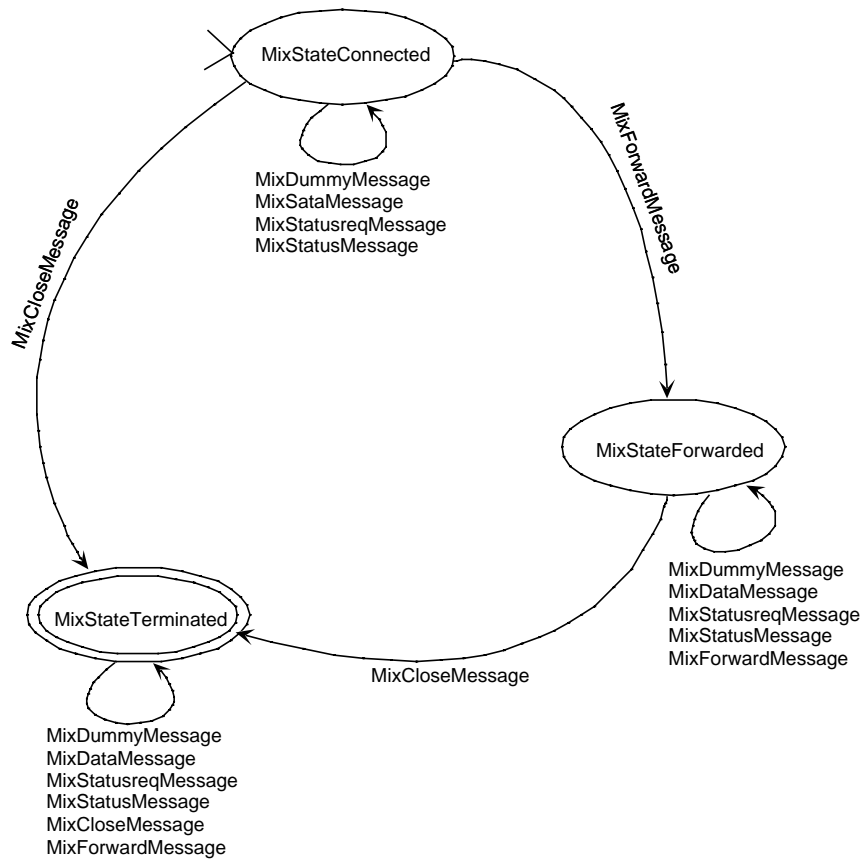 MixStateConnected
MixDummyMessage
MixSataMessage
MixStatusreqMessage
MixStatusMessage
MixCloseMessage
MixForwardMessage
MixStateForwarded
MixDummyMessage
MixDataMessage
MixStatusreqMessage
MixStatusMessage
MixForwardMessage
MixStateTerminated
MixCloseMessage
MixDummyMessage
MixDataMessage
MixStatusreqMessage
MixStatusMessage
MixCloseMessage
MixForwardMessage